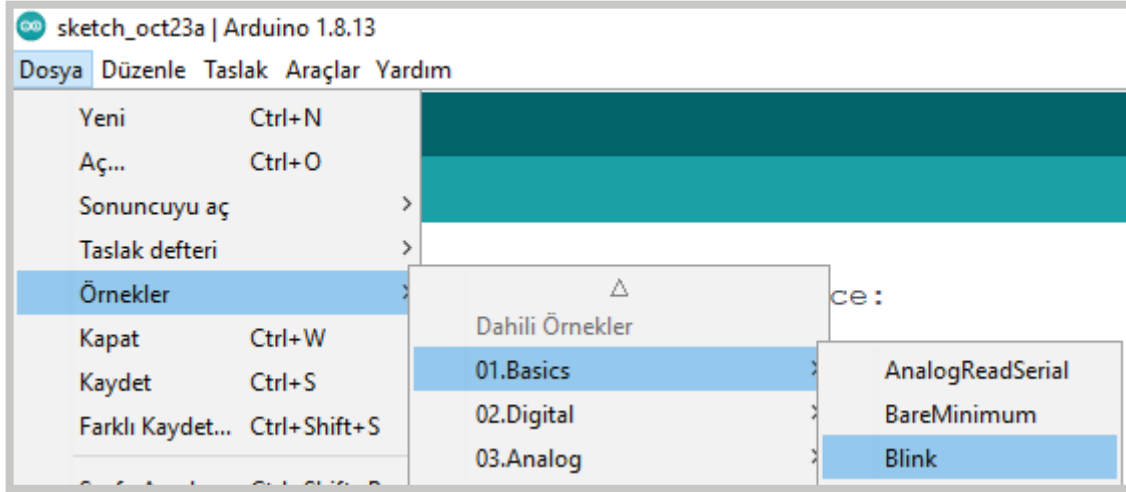 sketch_oct23a | Arduino 1.8.13
Dosya Düzenle Taslak Araçlar Yardım
Yeni Ctrl+N
Aç... Ctrl+O
Sonuncuyu aç
Taslak defteri
Örnekler
Kapat Ctrl+W
Kaydet Ctrl+S
Farklı Kaydet... Ctrl+Shift+S
Dahili Örnekler
01.Basics
02.Digital
03.Analog
ce:
AnalogReadSerial
BareMinimum
Blink